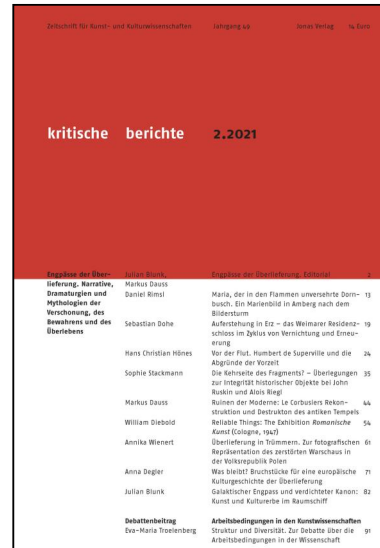 Zeitschrift für Kunst- und Kulturwissenschaften Jahrgang 49 Jonas Verlag 14 Euro
kritische berichte 2.2021
Engpässe der Über-
lieferung. Narrative,
Dramaturgien und
Mythologien der
Verschonung, des
Bewahrens und des
Überlebens
Julian Blunk,
Markus Dauss
Engpässe der Überlieferung. Editorial 2
Daniel Rimsl
Maria, der in den Flammen unversehrte Dorn- 13
busch. Ein Marienbild in Amberg nach dem
Bildersturm
Sebastian Dohe
Auferstehung in Erz – das Weimarer Residenz- 19
schloss im Zyklus von Vernichtung und Erneu-
erung
Hans Christian Hönes
Vor der Flut. Humbert de Superville und die 24
Abgründe der Vorzeit
Sophie Stackmann
Die Kehrseite des Fragments? – Überlegungen 35
zur Integrität historischer Objekte bei John
Ruskin und Alois Riegl
Markus Dauss
Ruinen der Moderne: Le Corbusiers Rekon- 44
struktion und Destrukton des antiken Tempels
William Diebold
Reliable Things: The Exhibition Romanische 54
Kunst (Cologne, 1947)
Annika Wienert
Überlieferung in Trümmern. Zur fotografischen 61
Repräsentation des zerstörten Warschaus in
der Volksrepublik Polen
Anna Degler
Was bleibt? Bruchstücke für eine europäische 71
Kulturgeschichte der Überlieferung
Julian Blunk
Galaktischer Engpass und verdichteter Kanon: 82
Kunst und Kulturerbe im Raumschiff
Debattenbeitrag
Eva-Maria Troelenberg
Arbeitsbedingungen in den Kunstwissenschaften
Struktur und Diversität. Zur Debatte über die 91
Arbeitsbedingungen in der Wissenschaft